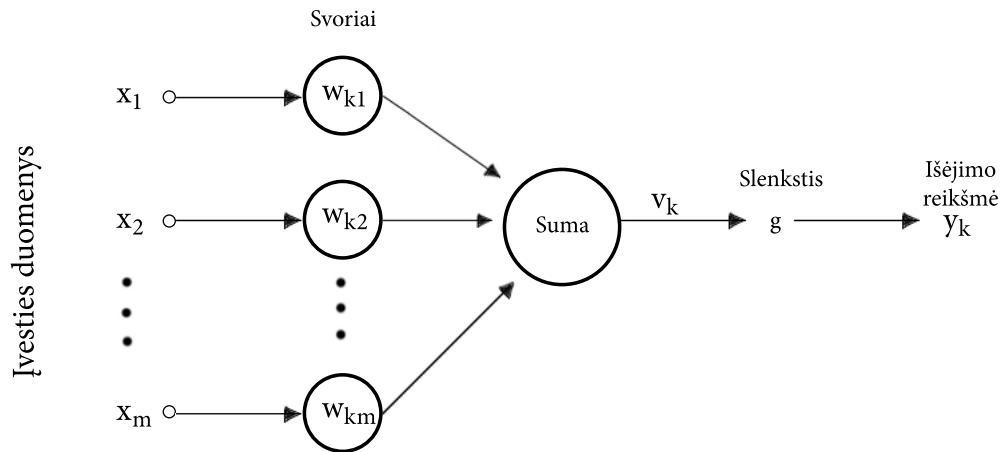 Svoriai
x1
wk1
Įvesties duomenys
x2
wk2
Suma
vk
Slenkstis
g
Išėjimo
reikšmė
yk
xm
wkm